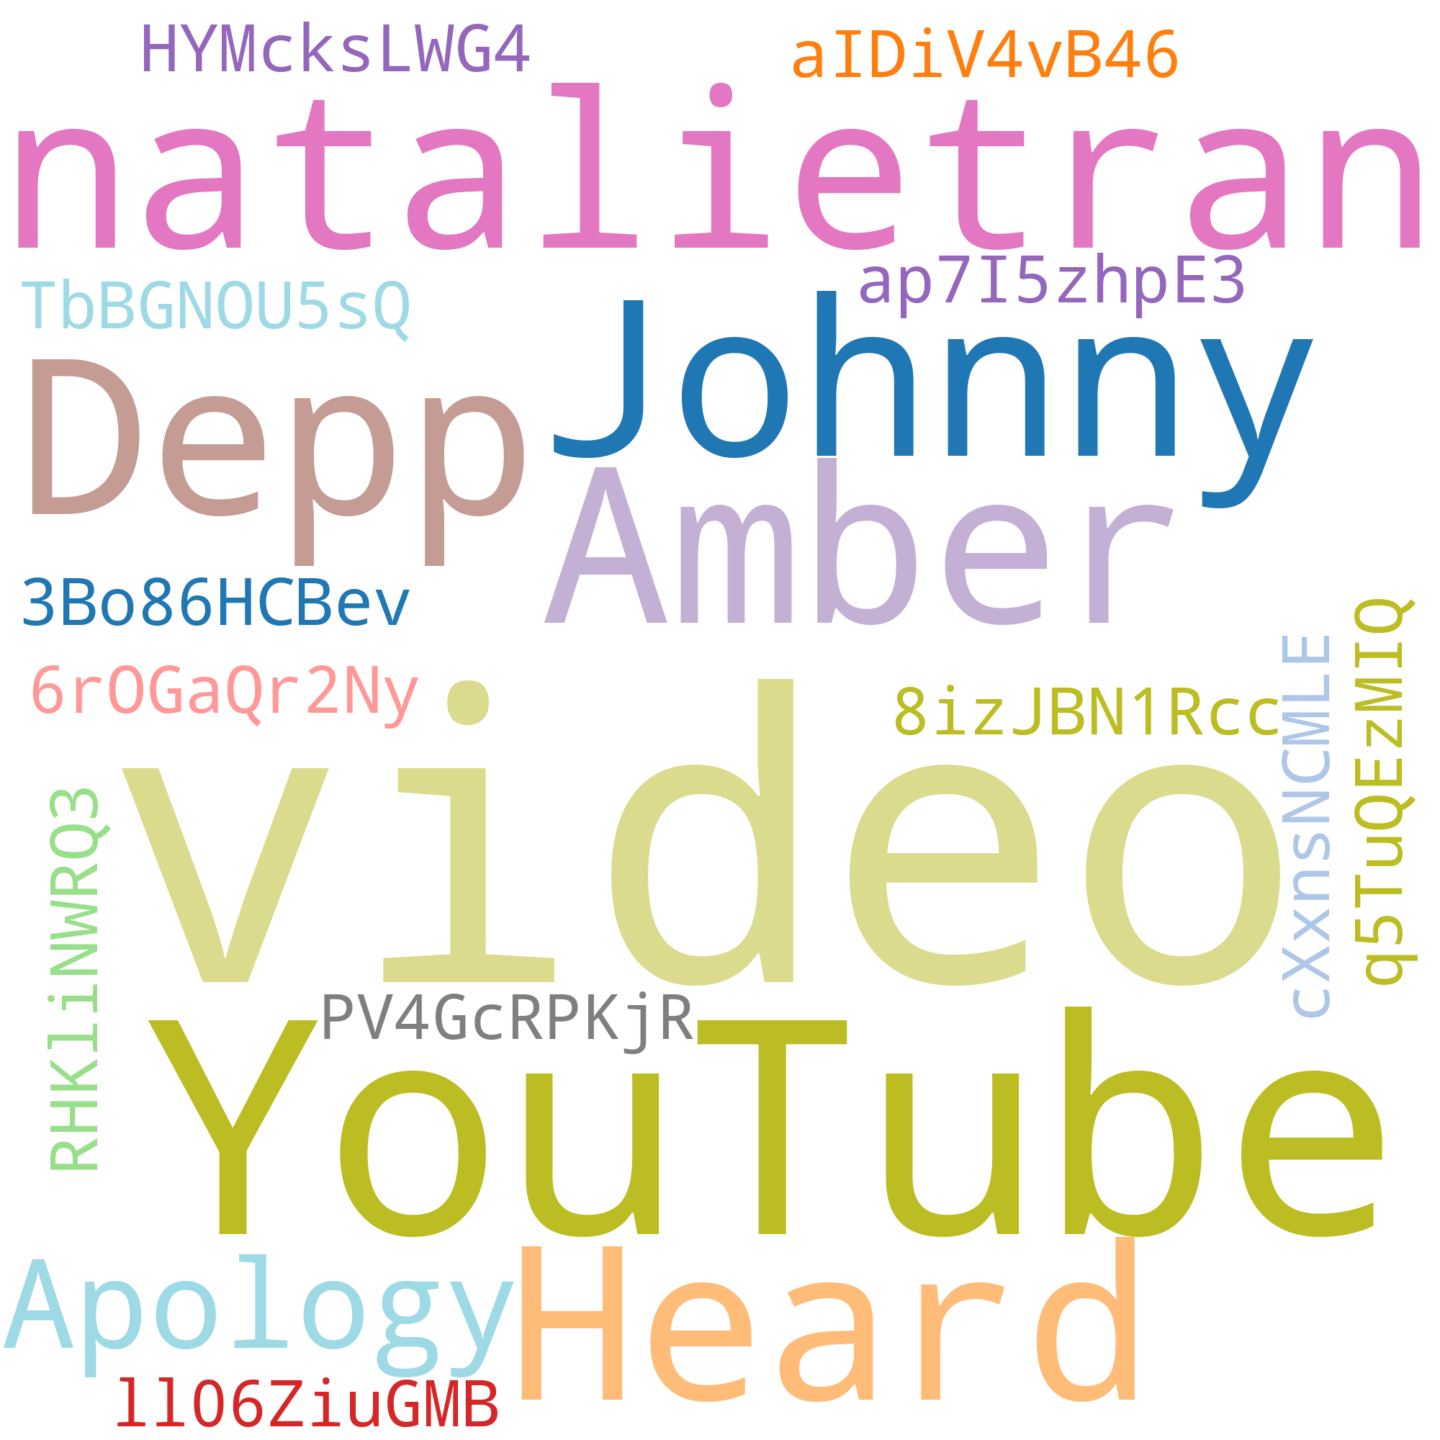 HYMcksLWG4
aIDiV4vB46
natalietran
TbBGNOU5sQ
ap7I5zhpE3
Johnny
Depp
Amber
3Bo86HCBev
6rOGaQr2Ny
8izJBN1Rcc
cXxnsNCMLE
q5TuQEzMIQ
video
RHKliNWRQ3
PV4GcRPKjR
YouTube
Apology
Heard
llO6ZiuGMB